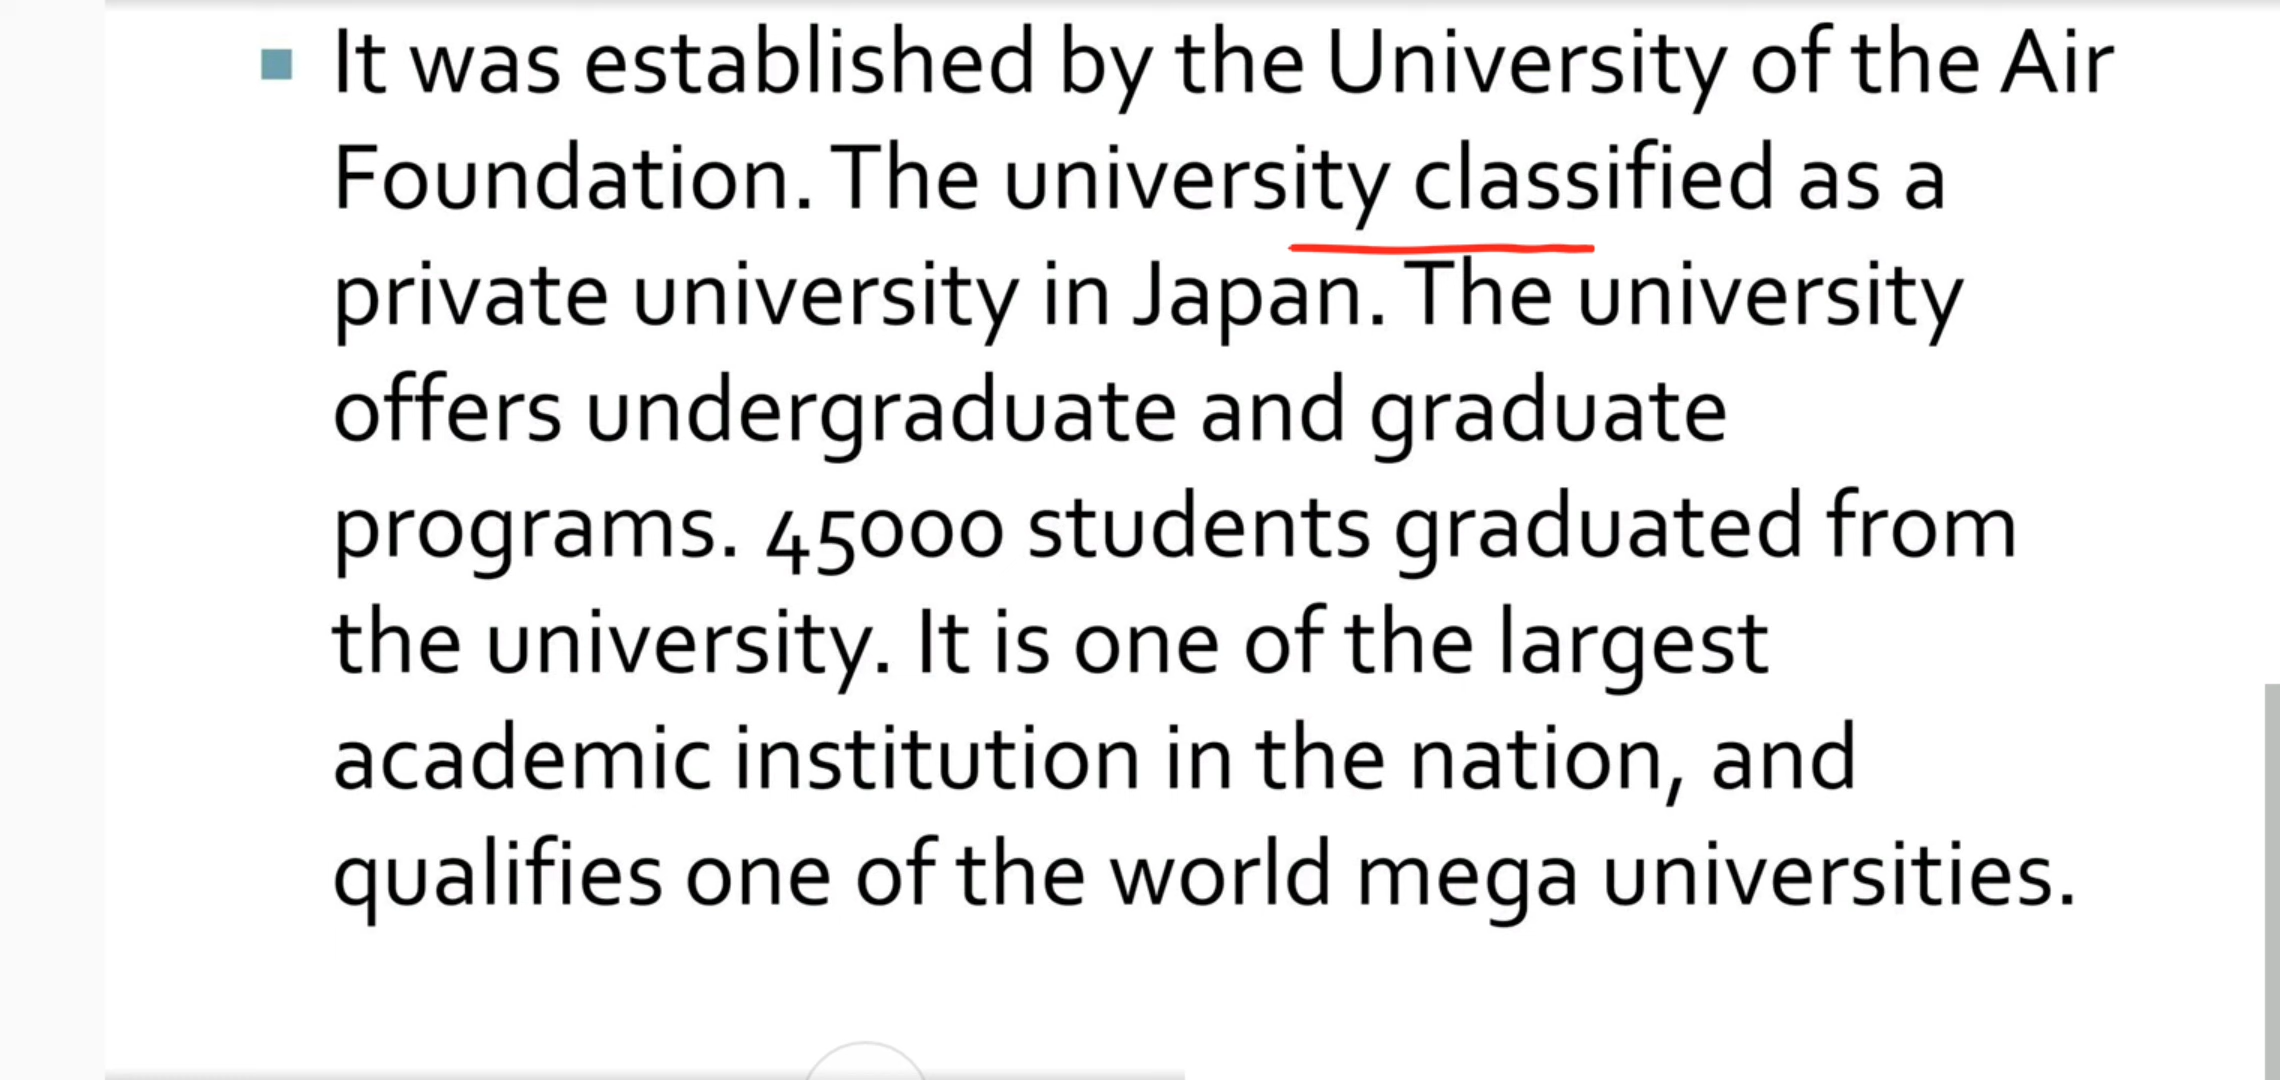 It was established by the University of the Air
Foundation. The university classified as a
private university in Japan. The university
offers undergraduate and graduate
programs. 45000 students graduated from
the university. It is one of the largest
academic institution in the nation, and
qualifies one of the world mega universities.